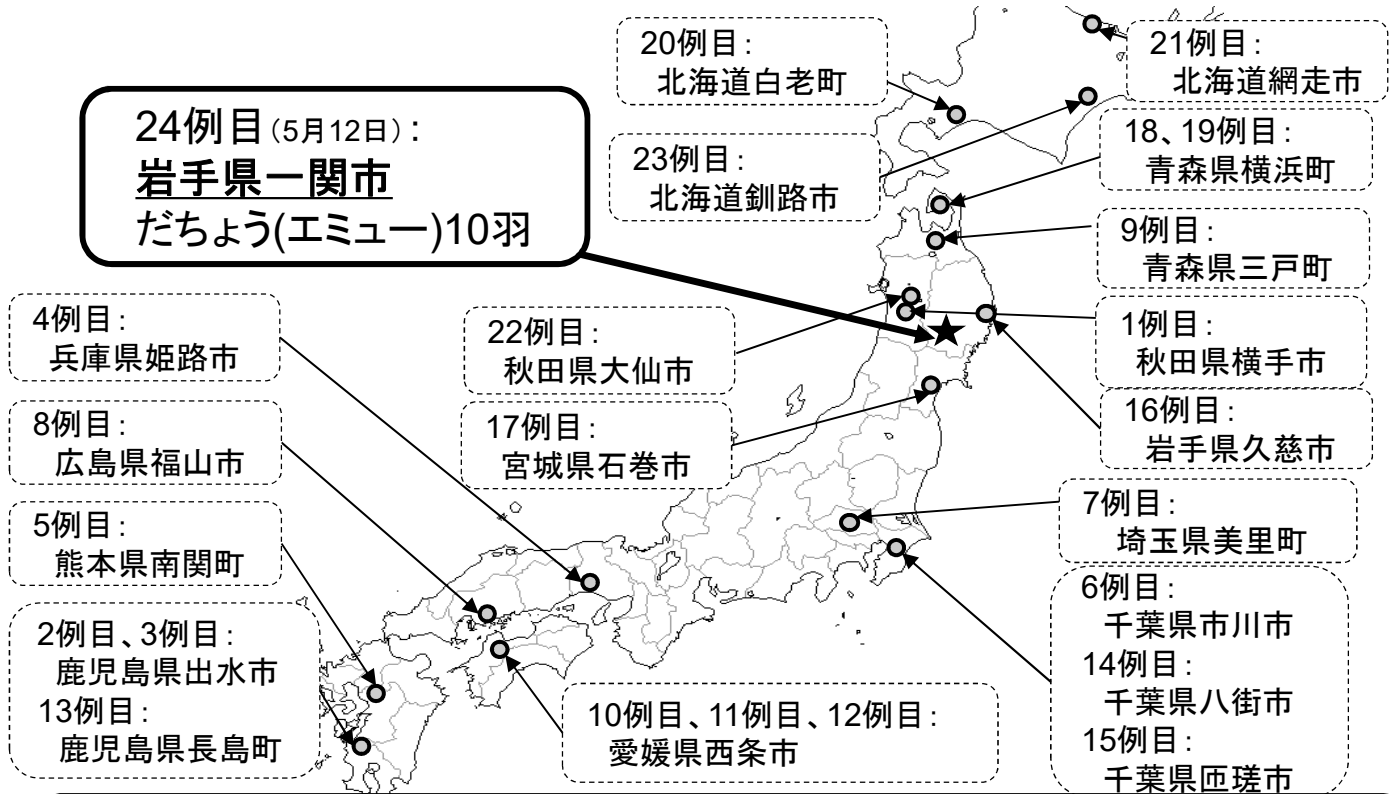 20例目：
北海道白老町
21例目：
北海道網走市
24例目（5月12日）：
岩手県一関市
だちょう(エミュー)10羽
23例目：
北海道釧路市
18、19例目：
青森県横浜町
9例目：
青森県三戸町
4例目：
兵庫県姫路市
22例目：
秋田県大仙市
1例目：
秋田県横手市
8例目：
広島県福山市
17例目：
宮城県石巻市
16例目：
岩手県久慈市
5例目：
熊本県南関町
7例目：
埼玉県美里町
2例目、3例目：
鹿児島県出水市
13例目：
鹿児島県長島町
10例目、11例目、12例目：
愛媛県西条市
6例目：
千葉県市川市
14例目：
千葉県八街市
15例目：
千葉県匝瑳市